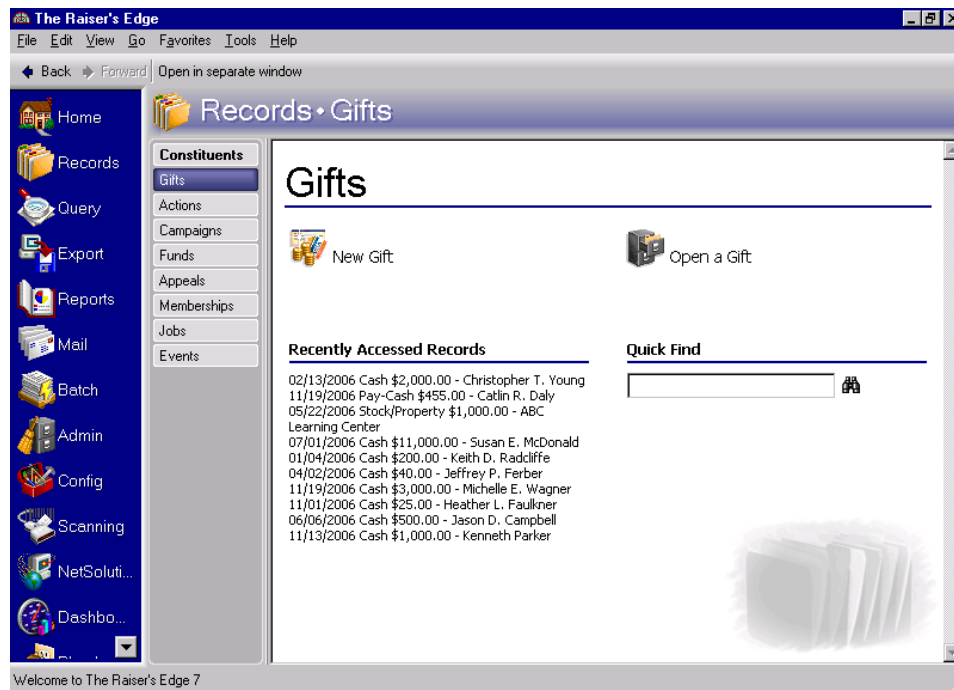 The Raiser's Edge
File Edit View Go Favorites Tools Help
Back Forward Open in separate window
Records • Gifts
Home
Records
Query
Export
Reports
Mail
Batch
Admin
Config
Scanning
NetSoluti...
Dashbo...
Constituents
Gifts
Actions
Campaigns
Funds
Appeals
Memberships
Jobs
Events
Gifts
New Gift
Open a Gift
Recently Accessed Records
02/13/2006 Cash $2,000.00 - Christopher T. Young
11/19/2006 Pay-Cash $455.00 - Catlin R. Daly
05/22/2006 Stock/Property $1,000.00 - ABC
Learning Center
07/01/2006 Cash $11,000.00 - Susan E. McDonald
01/04/2006 Cash $200.00 - Keith D. Radcliffe
04/02/2006 Cash $40.00 - Jeffrey P. Ferber
11/19/2006 Cash $3,000.00 - Michelle E. Wagner
11/01/2006 Cash $25.00 - Heather L. Faulkner
06/06/2006 Cash $500.00 - Jason D. Campbell
11/13/2006 Cash $1,000.00 - Kenneth Parker
Quick Find
Welcome to The Raiser's Edge 7